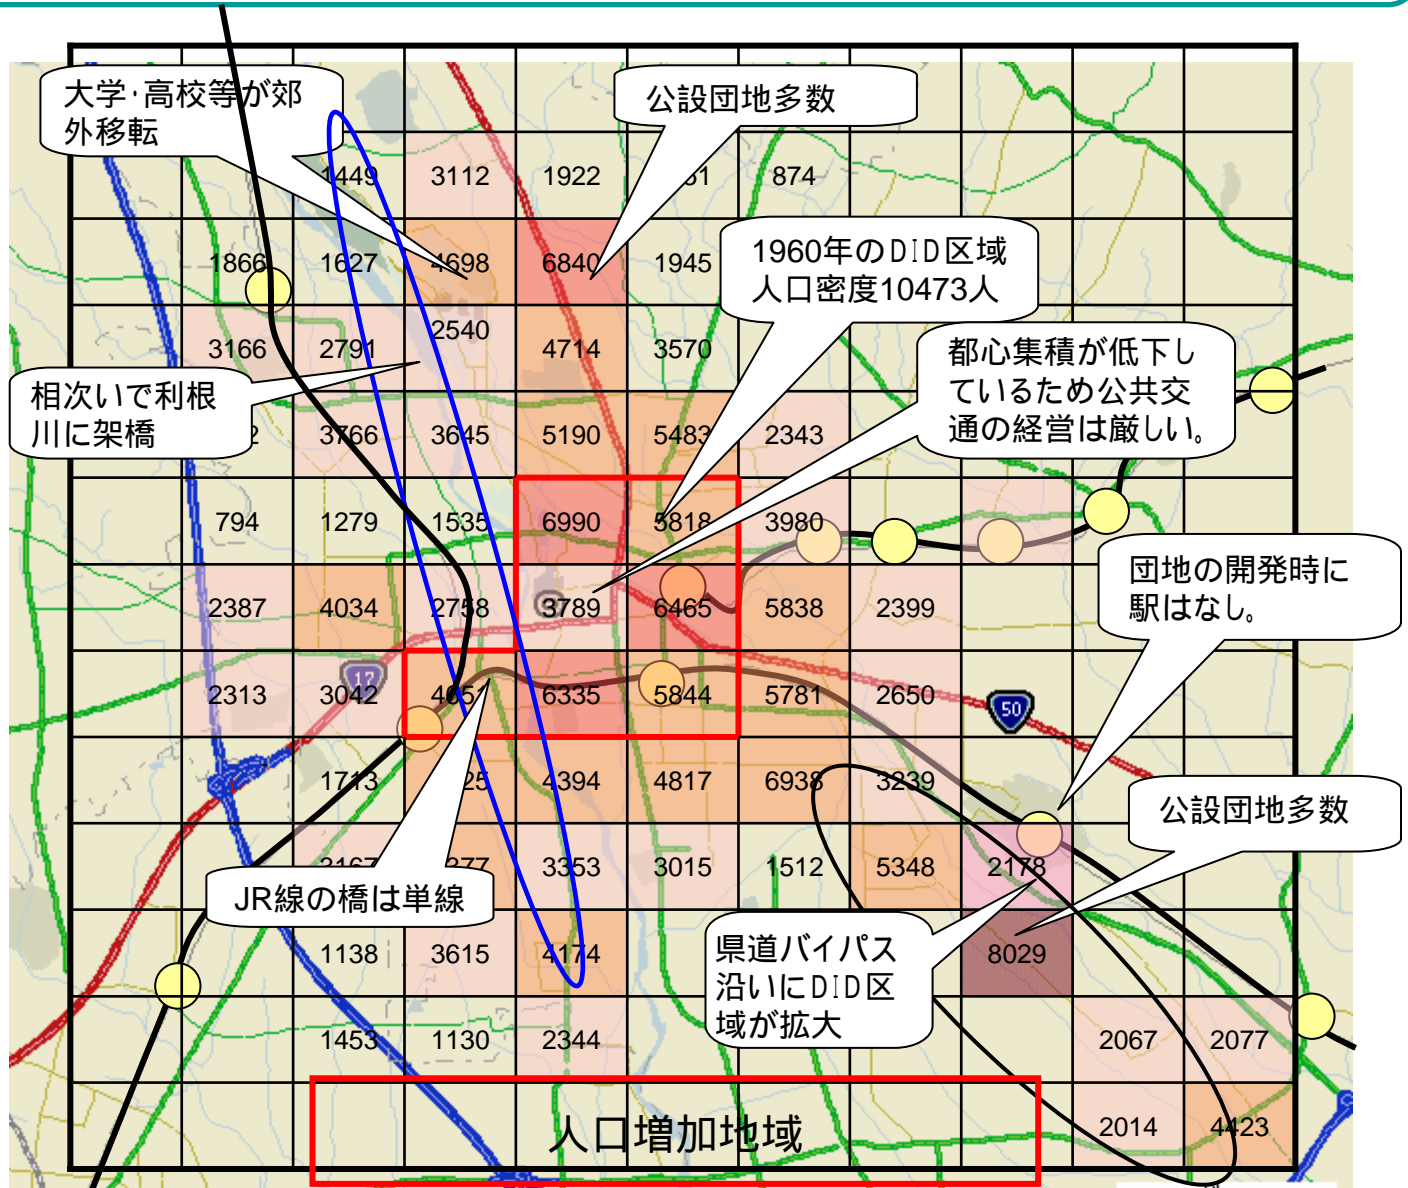 大学・高校等が郊
外移転
公設団地多数
1449 3112 1922 874
1960年のDID区域
人口密度10473人
1866 1627 4698 6840 1945
都心集積が低下し
ているため公共交
通の経営は厳しい。
3166 2791 2540 4714 3570
相次いで利根
川に架橋
3766 3645 5190 5483 2343
794 1279 1535 6990 5818 3980
団地の開発時に
駅はなし。
2387 4034 2758 3789 6465 5838 2399
17
50
2313 3042 4657 6335 5844 5781 2650
公設団地多数
1713 4394 4817 6938 3239
3167 3353 3015 1512 5348 2178
JR線の橋は単線
県道バイパス
沿いにDID区
域が拡大
1138 3615 4174 8029
1453 1130 2344 2067 2077
人口増加地域
2014 4423